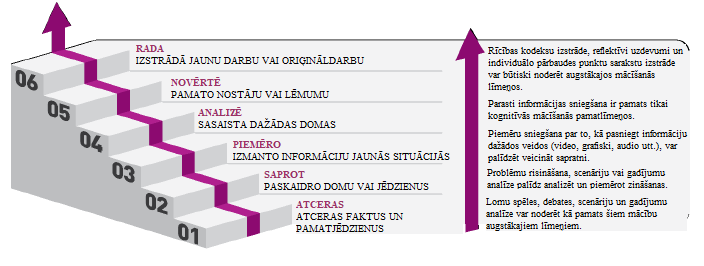 RADA
IZSTRĀDĀ JAUNU DARBU VAI ORIĢINĀLDARBU
NOVĒRTĒ
PAMATO NOSTĀJU VAI LĒMUMU
ANALIZĒ
SASAISTA DAŽĀDAS DOMAS
PIEMĒRO
IZMANTO INFORMĀCIJU JAUNĀS SITUĀCIJĀS
SAPROT
PASKAIDRO DOMU VAI JĒDZIENUS
ATCERAS
ATCERAS FAKTUS UN
PAMATJĒDZIENUS
06
05
04
03
02
01
Rīcības kodeksu izstrāde, reflektīvi uzdevumi un
individuālo pārbaudes punktu sarakstu izstrāde
var būtiski noderēt augstākajos mācīšanās
līmeņos.
Parasti informācijas sniegšana ir pamats tikai
kognitīvās mācīšanās pamatlīmeņos.
Piemēru sniegšana par to, kā pasniegt informāciju
dažādos veidos (video, grafiski, audio utt.), var
palīdzēt veicināt sapratni.
Problēmu risināšana, scenāriju vai gadījumu
analīze palīdz analizēt un piemērot zināšanas.
Lomu spēles, debates, scenāriju un gadījumu
analīze var noderēt kā pamats šiem mācību
augstākajiem līmeņiem.